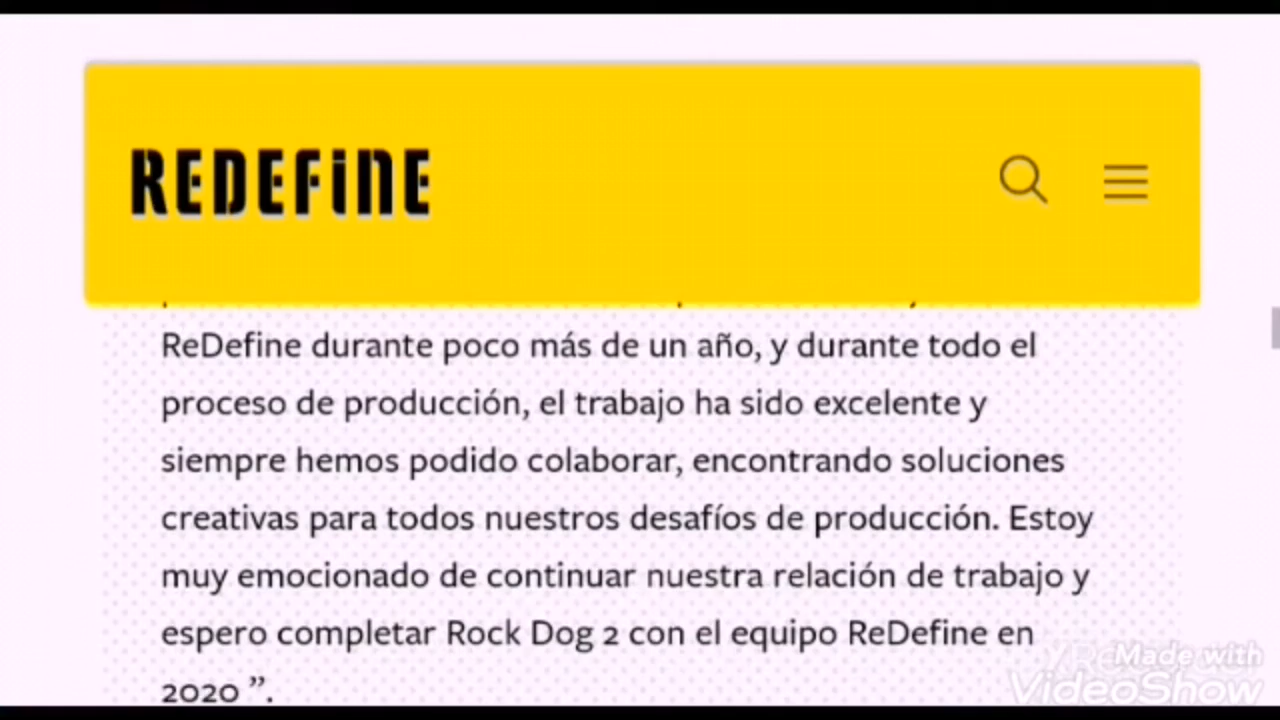 REDEFINE
ReDefine durante poco más de un año, y durante todo el
proceso de producción, el trabajo ha sido excelente y
siempre hemos podido colaborar, encontrando soluciones
creativas para todos nuestros desafíos de producción. Estoy
muy emocionado de continuar nuestra relación de trabajo y
espero completar Rock Dog 2 con el equipo ReDefine en
2020 ”.
Made with
VideoShow